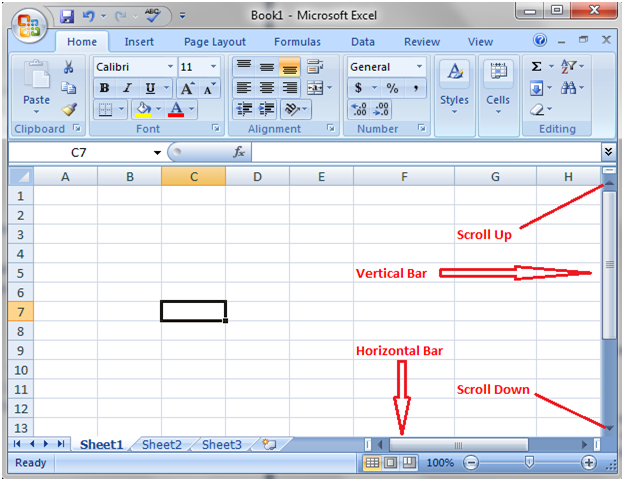 Book1 - Microsoft Excel
Home Insert Page Layout Formulas Data Review View
Calibri 11 General
B I U A A $ % ,
Paste Styles Cells
Clipboard Font Alignment Number Editing
C7 fx
A B C D E F G H
1
2
3 Scroll Up
4
5 Vertical Bar
6
7
8
9 Horizontal Bar
10
11 Scroll Down
12
13
Sheet1 Sheet2 Sheet3
Ready 100%